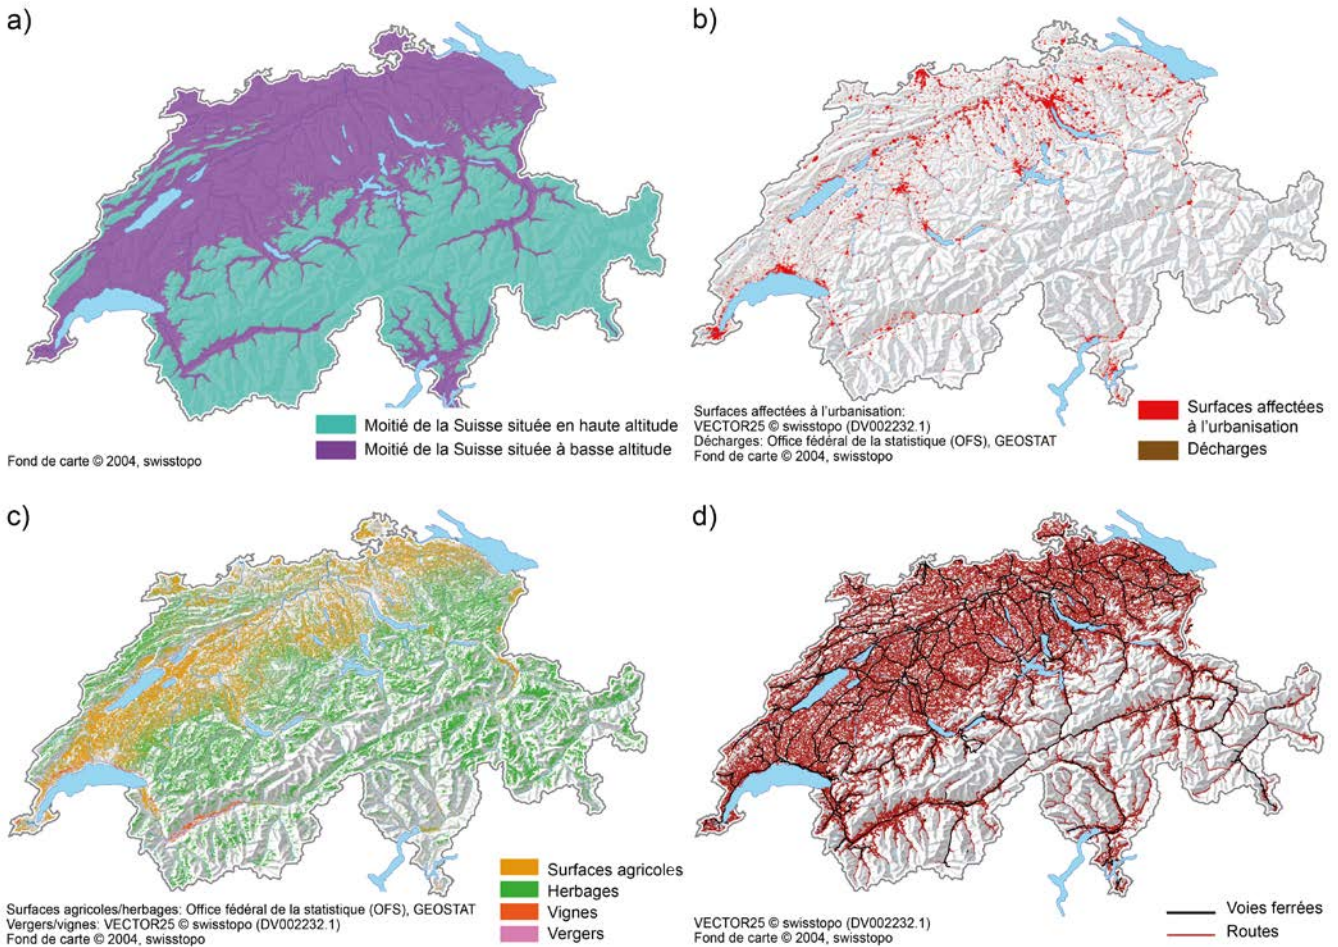 a)
Moitié de la Suisse située en haute altitude
Moitié de la Suisse située à basse altitude
Fond de carte © 2004, swisstopo
b)
Surfaces affectées à l'urbanisation:
VECTOR25 © swisstopo (DV002232.1)
Décharges: Office fédéral de la statistique (OFS), GEOSTAT
Fond de carte © 2004, swisstopo
Surfaces affectées
à l'urbanisation
Décharges
c)
Surfaces agricoles
Herbages
Vignes
Vergers
Surfaces agricoles/herbages: Office fédéral de la statistique (OFS), GEOSTAT
Vergers/vignes: VECTOR25 © swisstopo (DV002232.1)
Fond de carte © 2004, swisstopo
d)
VECTOR25 © swisstopo (DV002232.1)
Fond de carte © 2004, swisstopo
Voies ferrées
Routes